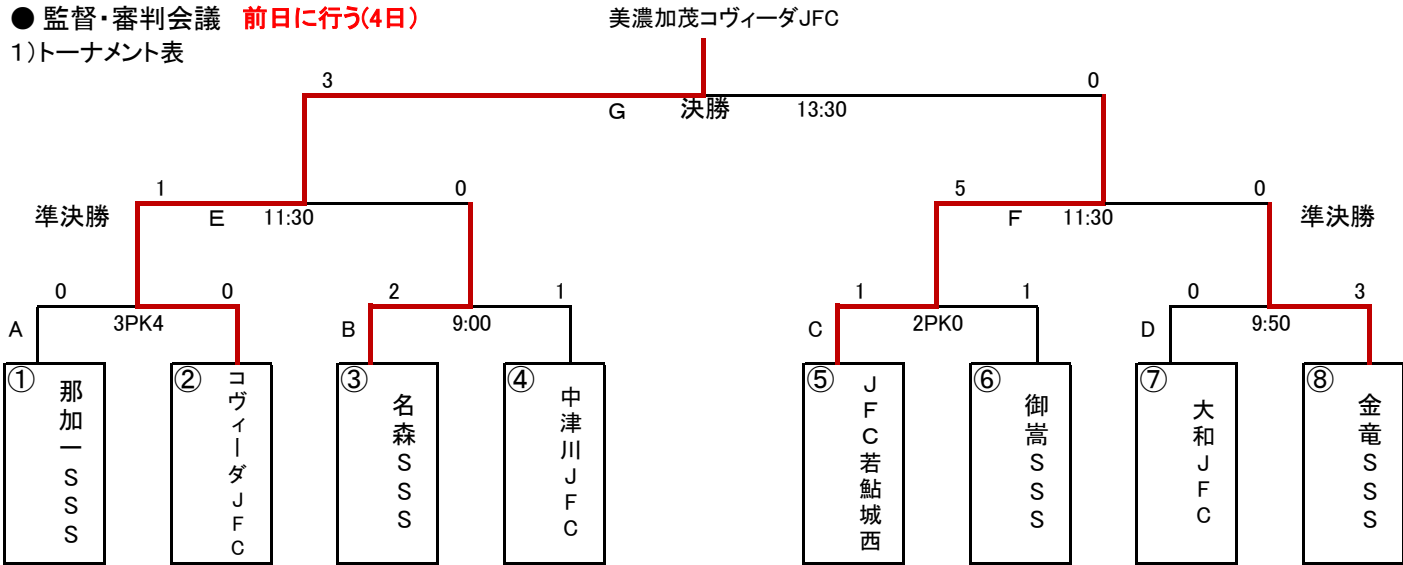 ● 監督・審判会議 前日に行う(4日)
美濃加茂コヴィーダJFC
1)トーナメント表
3 0
G 決勝 13:30
1 0 5 0
準決勝 E 11:30 F 11:30 準決勝
0 0 2 1 1 1 0 3
A 3PK4 B 9:00 C 2PK0 D 9:50
① 那加一SSS
② コヴィーダJFC
③ 名森SSS
④ 中津川JFC
⑤ JFC若鮎城西
⑥ 御嵩SSS
⑦ 大和JFC
⑧ 金竜SSS